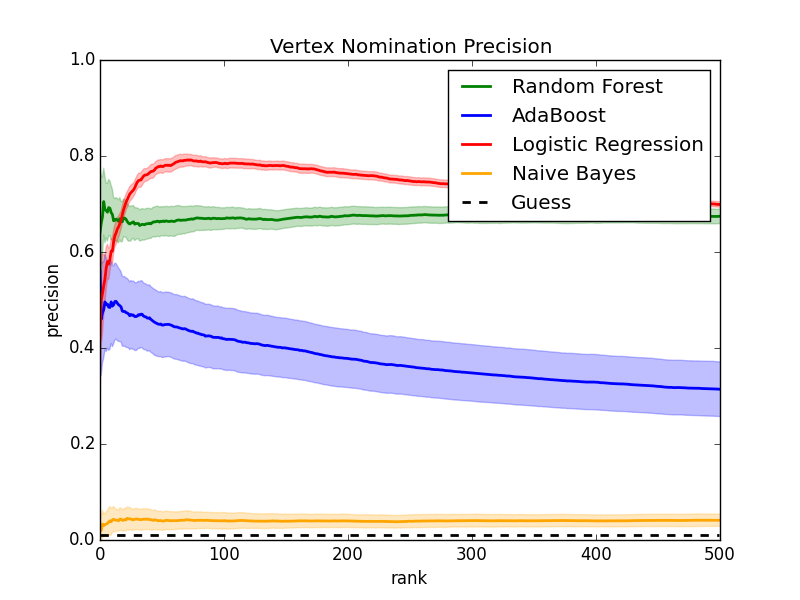 Vertex Nomination Precision
1.0
0.8
0.6
0.4
0.2
0.0
precision
Random Forest
AdaBoost
Logistic Regression
Naive Bayes
Guess
0 100 200 300 400 500
rank